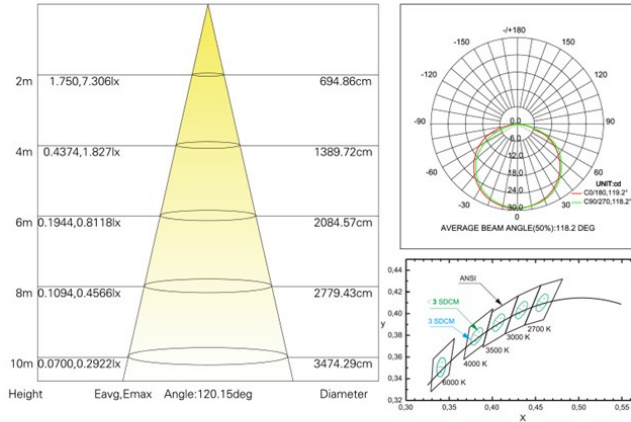 2m 1.750,7.306lx 694.86cm
4m 0.4374,1.827lx 1389.72cm
6m 0.1944,0.8118lx 2084.57cm
8m 0.1094,0.4566lx 2779.43cm
10m 0.0700,0.2922lx 3474.29cm
Height Eavg,Emax Angle:120.15deg Diameter
-/+180
-150 150
-120 120
-90 90
-60 60
-30 30
0
0.0
6.0
12.0
18.0
24.0
30.0
UNIT:cd
C0/180,119.2°
C90/270,118.2°
AVERAGE BEAM ANGLE(50%):118.2 DEG
y
0,44
0,42
0,40
0,38
0,36
0,34
0,32
ANSI
<3 SDCM
3 SDCM
2700 K
3000 K
3500 K
4000 K
6000 K
0,30 0,35 0,40 0,45 0,50 0,55
X